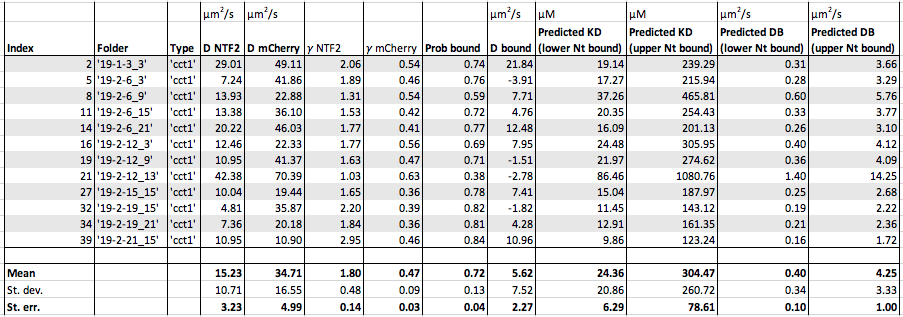 μm²/s μm²/s μm²/s μM μM μm²/s μm²/s
Predicted KD Predicted KD Predicted DB Predicted DB
Index Folder Type D NTF2 D mCherry γ NTF2 γ mCherry Prob bound D bound (lower Nt bound) (upper Nt bound) (lower Nt bound) (upper Nt bound)
2 '19-1-3_3' 'cct1' 29.01 49.11 2.06 0.54 0.74 21.84 19.14 239.29 0.31 3.66
5 '19-2-6_3' 'cct1' 7.24 41.86 1.89 0.46 0.76 -3.91 17.27 215.94 0.28 3.29
8 '19-2-6_9' 'cct1' 13.93 22.88 1.31 0.54 0.59 7.71 37.26 465.81 0.60 5.76
11 '19-2-6_15' 'cct1' 13.38 36.10 1.53 0.42 0.72 4.76 20.35 254.43 0.33 3.77
14 '19-2-6_21' 'cct1' 20.22 46.03 1.77 0.41 0.77 12.48 16.09 201.13 0.26 3.10
16 '19-2-12_3' 'cct1' 12.46 22.33 1.77 0.56 0.69 7.95 24.48 305.95 0.40 4.12
19 '19-2-12_9' 'cct1' 10.95 41.37 1.63 0.47 0.71 -1.51 21.97 274.62 0.36 4.09
21 '19-2-12_13' 'cct1' 42.38 70.39 1.03 0.63 0.38 -2.78 86.46 1080.76 1.40 14.25
27 '19-2-15_15' 'cct1' 10.04 19.44 1.65 0.36 0.78 7.41 15.04 187.97 0.25 2.68
32 '19-2-19_15' 'cct1' 4.81 35.87 2.20 0.39 0.82 -1.82 11.45 143.12 0.19 2.22
34 '19-2-19_21' 'cct1' 7.36 20.18 1.84 0.36 0.81 4.28 12.91 161.35 0.21 2.36
39 '19-2-21_15' 'cct1' 10.95 10.90 2.95 0.46 0.84 10.96 9.86 123.24 0.16 1.72
Mean 15.23 34.71 1.80 0.47 0.72 5.62 24.36 304.47 0.40 4.25
St. dev. 10.71 16.55 0.48 0.09 0.13 7.52 20.86 260.72 0.34 3.33
St. err. 3.23 4.99 0.14 0.03 0.04 2.27 6.29 78.61 0.10 1.00